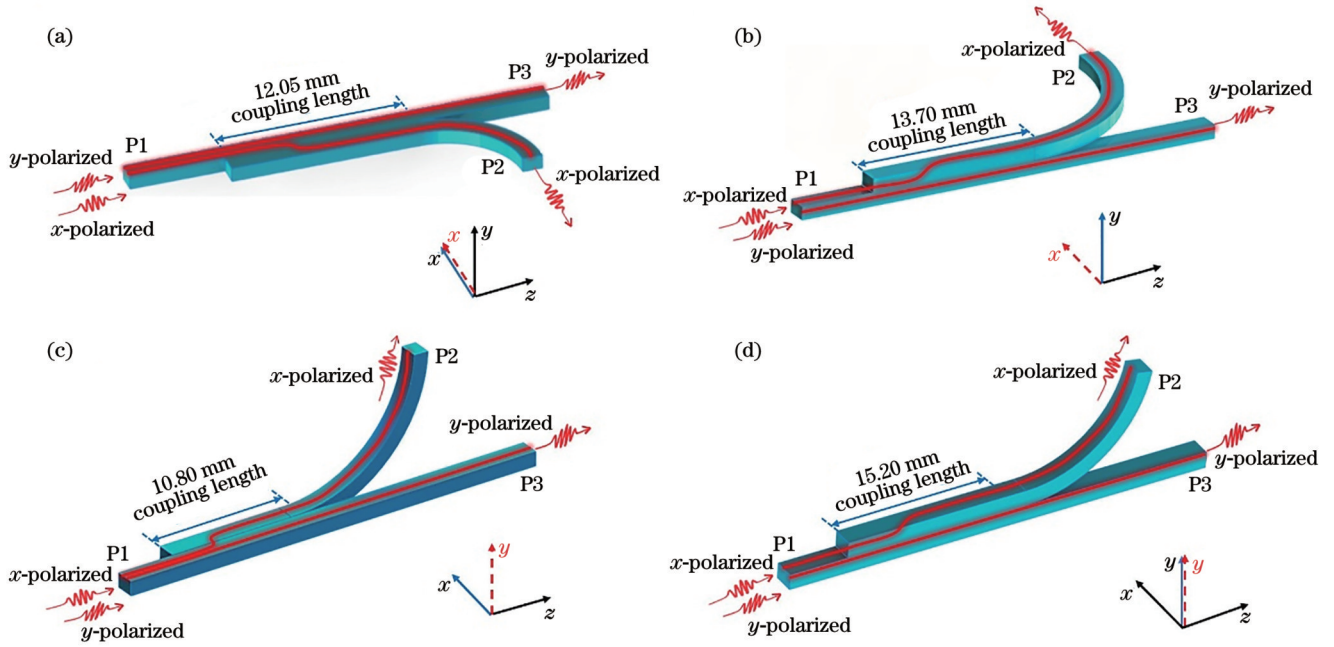 (a)
12.05 mm
coupling length
P3
y-polarized
P1
y-polarized
x-polarized
P2
x-polarized
x
x
y
z
(b)
x-polarized
P2
P3
y-polarized
13.70 mm
coupling length
P1
x-polarized
y-polarized
x
y
z
(c)
x-polarized
P2
y-polarized
P3
10.80 mm
coupling length
P1
x-polarized
y-polarized
x
y
z
(d)
x-polarized
P2
15.20 mm
coupling length
P3
y-polarized
P1
x-polarized
y-polarized
x
y
y
z